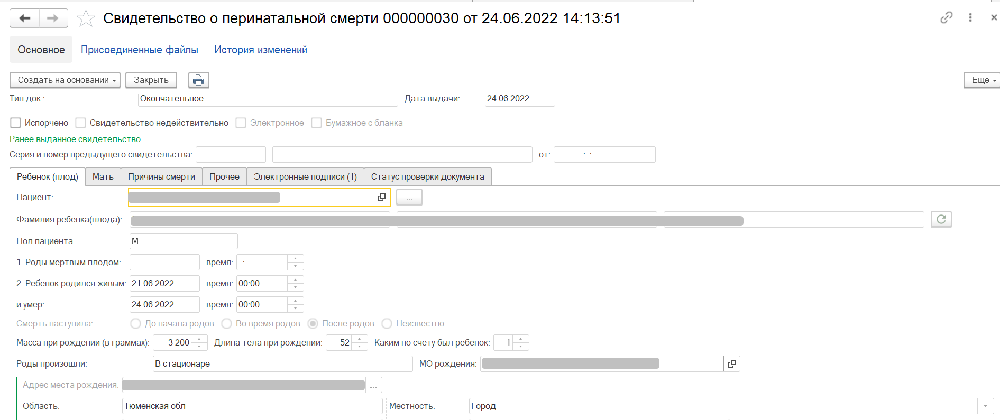 Свидетельство о перинатальной смерти 000000030 от 24.06.2022 14:13:51
Основное Присоединенные файлы История изменений
Создать на основании Закрыть Еще
Тип док.: Окончательное Дата выдачи: 24.06.2022
Испорчено Свидетельство недействительно Электронное Бумажное с бланка
Ранее выданное свидетельство
Серия и номер предыдущего свидетельства: от: . . : :
Ребенок (плод) Мать Причины смерти Прочее Электронные подписи (1) Статус проверки документа
Пациент: ...
Фамилия ребенка(плода):
Пол пациента: М
1. Роды мертвым плодом: . . время: :
2. Ребенок родился живым: 21.06.2022 время: 00:00
и умер: 24.06.2022 время: 00:00
Смерть наступила: До начала родов Во время родов После родов Неизвестно
Масса при рождении (в граммах): 3 200 Длина тела при рождении: 52 Каким по счету был ребенок: 1
Роды произошли: В стационаре МО рождения:
Адрес места рождения: ...
Область: Тюменская обл Местность: Город